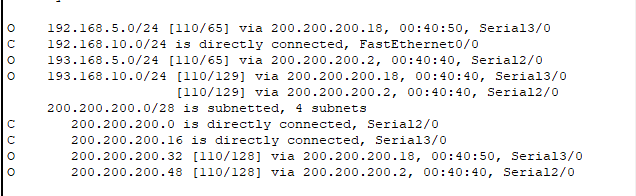 O    192.168.5.0/24 [110/65] via 200.200.200.18, 00:40:50, Serial3/0
C    192.168.10.0/24 is directly connected, FastEthernet0/0
O    193.168.5.0/24 [110/65] via 200.200.200.2, 00:40:40, Serial2/0
O    193.168.10.0/24 [110/129] via 200.200.200.18, 00:40:40, Serial3/0
                     [110/129] via 200.200.200.2, 00:40:40, Serial2/0
     200.200.200.0/28 is subnetted, 4 subnets
C       200.200.200.0 is directly connected, Serial2/0
C       200.200.200.16 is directly connected, Serial3/0
O       200.200.200.32 [110/128] via 200.200.200.18, 00:40:50, Serial3/0
O       200.200.200.48 [110/128] via 200.200.200.2, 00:40:40, Serial2/0